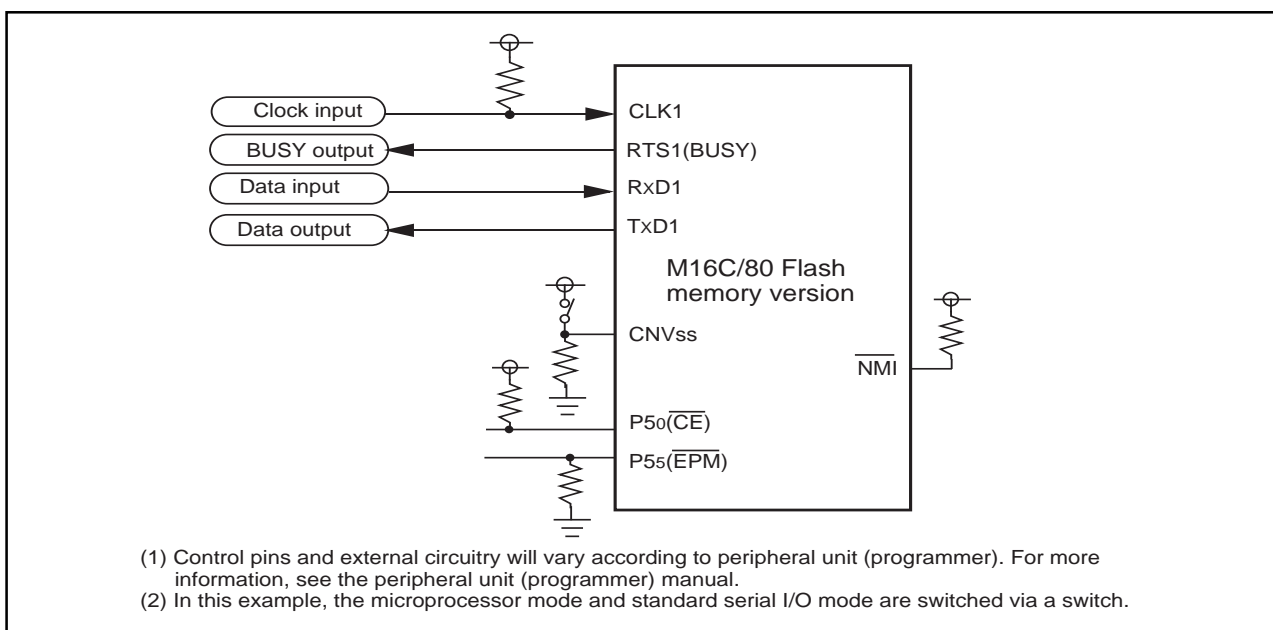 Clock input
CLK1
BUSY output
RTS1(BUSY)
Data input
RxD1
Data output
TxD1
M16C/80 Flash
memory version
CNVss
NMI
P50(CE)
P55(EPM)
(1) Control pins and external circuitry will vary according to peripheral unit (programmer). For more
information, see the peripheral unit (programmer) manual.
(2) In this example, the microprocessor mode and standard serial I/O mode are switched via a switch.